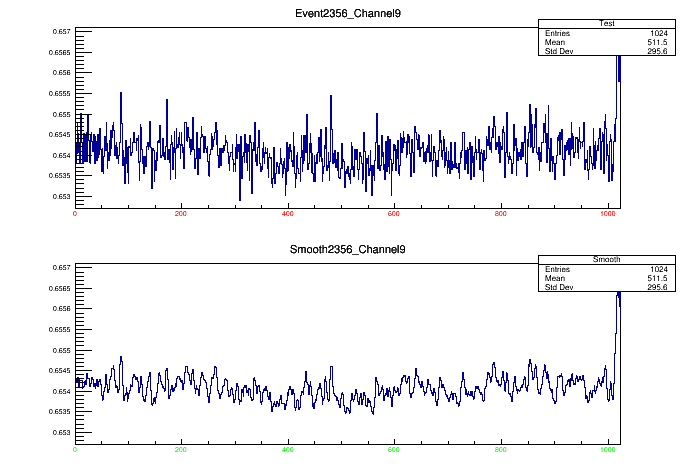 Event2356_Channel9
Test
Entries 1024
Mean 511.5
Std Dev 295.6
0.657
0.6565
0.656
0.6555
0.655
0.6545
0.654
0.6535
0.653
0 200 400 600 800 1000
Smooth2356_Channel9
Smooth
Entries 1024
Mean 511.5
Std Dev 295.6
0.657
0.6565
0.656
0.6555
0.655
0.6545
0.654
0.6535
0.653
0 200 400 600 800 1000